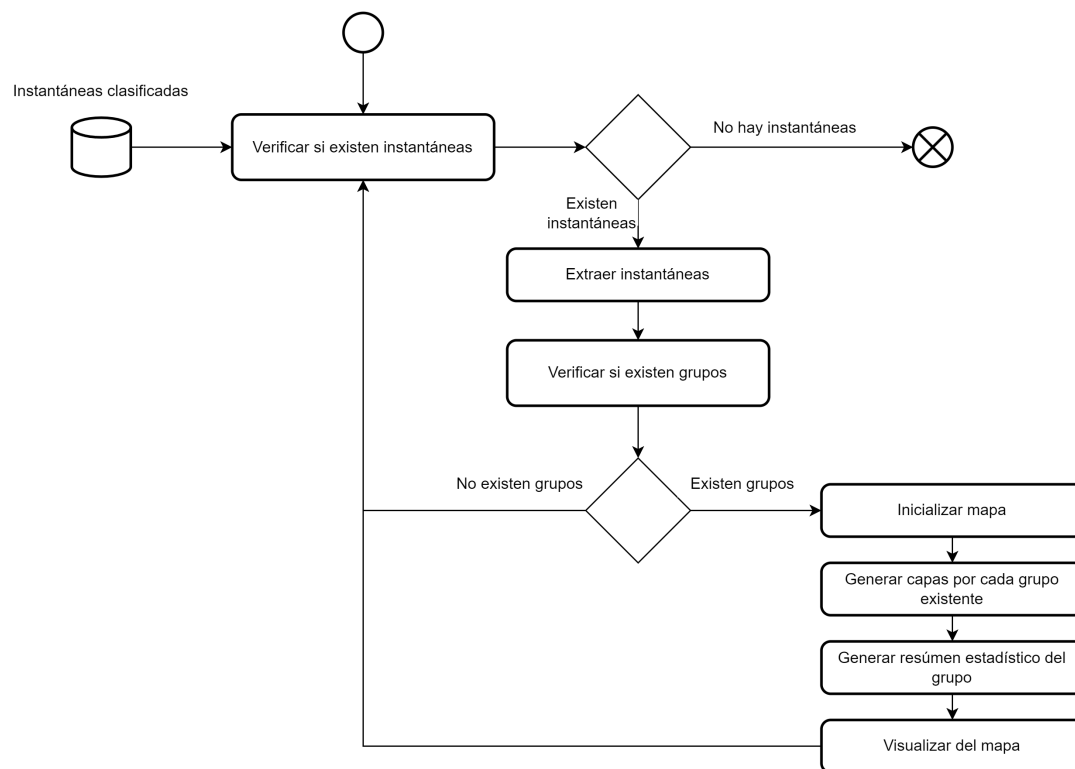 Instantáneas clasificadas
Verificar si existen instantáneas
No hay instantáneas
Existen
instantáneas
Extraer instantáneas
Verificar si existen grupos
No existen grupos
Existen grupos
Inicializar mapa
Generar capas por cada grupo
existente
Generar resúmen estadístico del
grupo
Visualizar del mapa